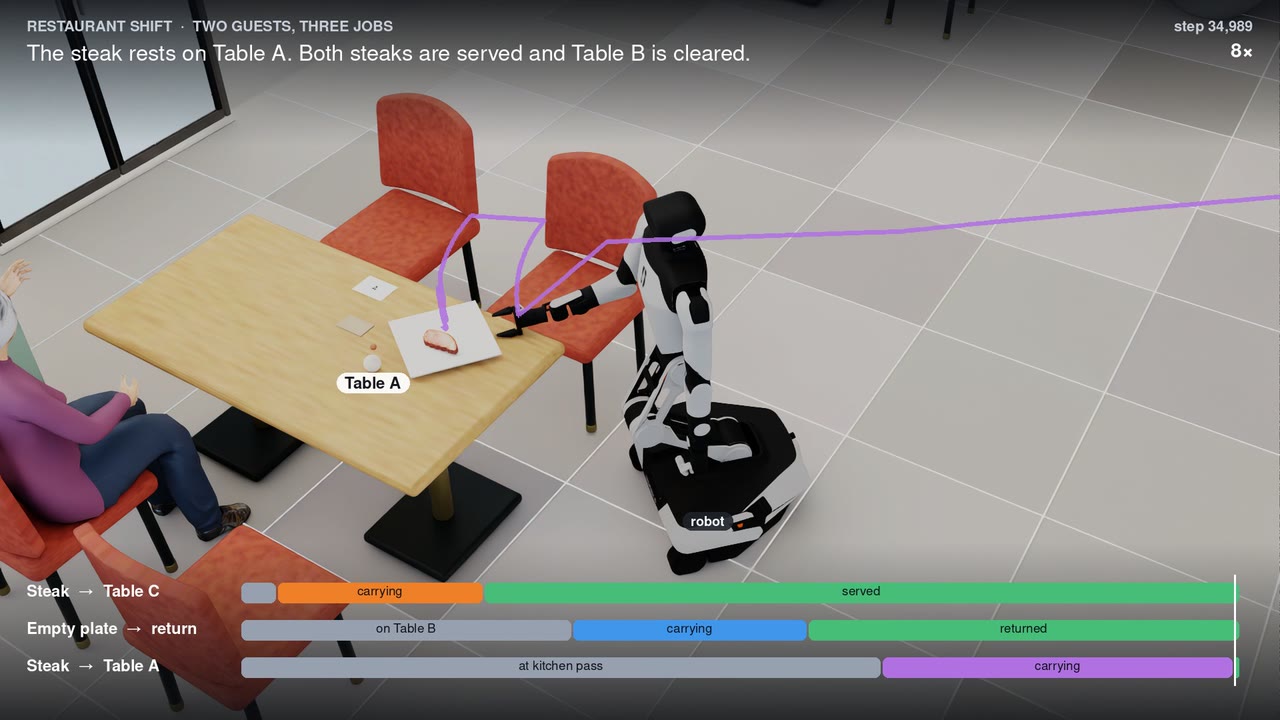 RESTAURANT SHIFT · TWO GUESTS, THREE JOBS
step 34,989
The steak rests on Table A. Both steaks are served and Table B is cleared.
8×
Table A
robot
Steak → Table C
carrying
served
Empty plate → return
on Table B
carrying
returned
Steak → Table A
at kitchen pass
carrying